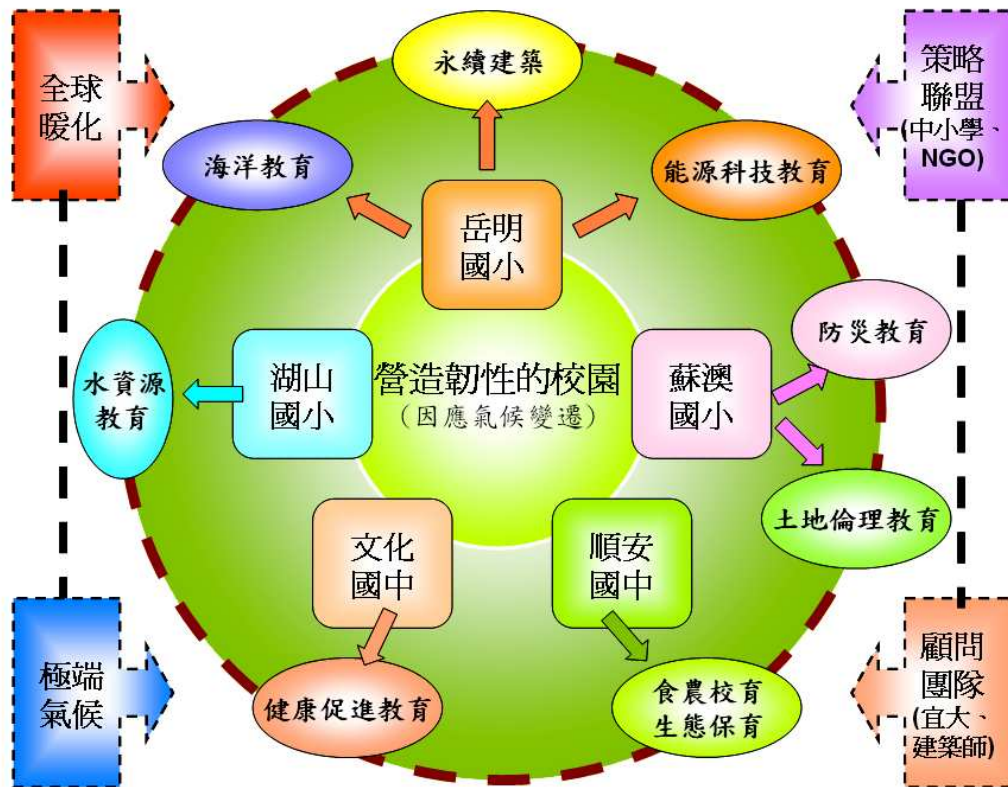 全球
暖化
永續建築
策略
聯盟
(中小學、
NGO)
海洋教育
能源科技教育
岳明
國小
防災教育
水資源
教育
湖山
國小
營造韌性的校園
(因應氣候變遷)
蘇澳
國小
土地倫理教育
文化
國中
順安
國中
極端
氣候
健康促進教育
食農校育
生態保育
顧問
團隊
(宜大、
建築師)